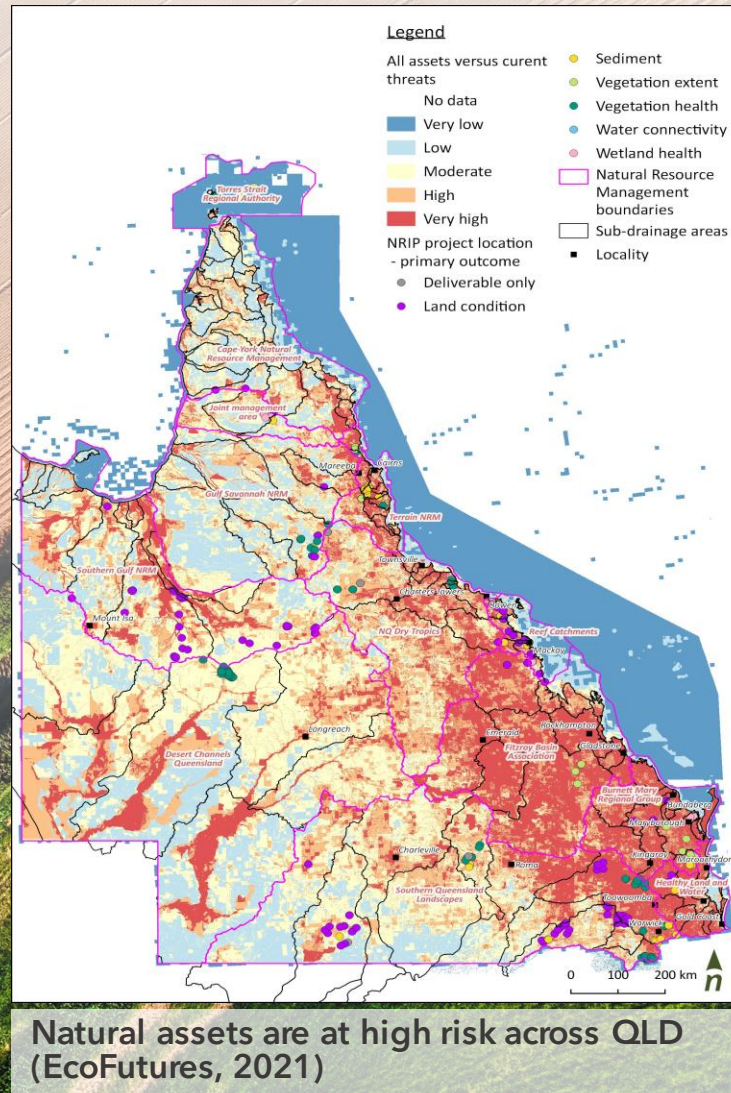 Legend
All assets versus curent
threats
No data
Very low
Low
Moderate
High
Very high
NRIP project location
- primary outcome
Deliverable only
Land condition
Sediment
Vegetation extent
Vegetation health
Water connectivity
Wetland health
Natural Resource
Management
boundaries
Sub-drainage areas
Locality
Torres Strait
Regional Authority
Cape York Natural
Resource Management
Joint management
area
Mareeba
Cairns
Gulf Savannah NRM
Terrain NRM
Townsville
Southern Gulf NRM
Charters Towers
Bowen
Mount Isa
NQ Dry Tropics
Reef Catchments
Mackay
Longreach
Emerald
Rockhampton
Fitzroy Basin
Association
Gladstone
Desert Channels
Queensland
Burnett Mary
Regional Group
Bundaberg
Maryborough
Charleville
Roma
Kingaroy
Maroochydore
Southern Queensland
Landscapes
Healthy Land and
Water
Toowoomba
Warwick
Gold Coast
0 100 200 km
n
Natural assets are at high risk across QLD
(EcoFutures, 2021)